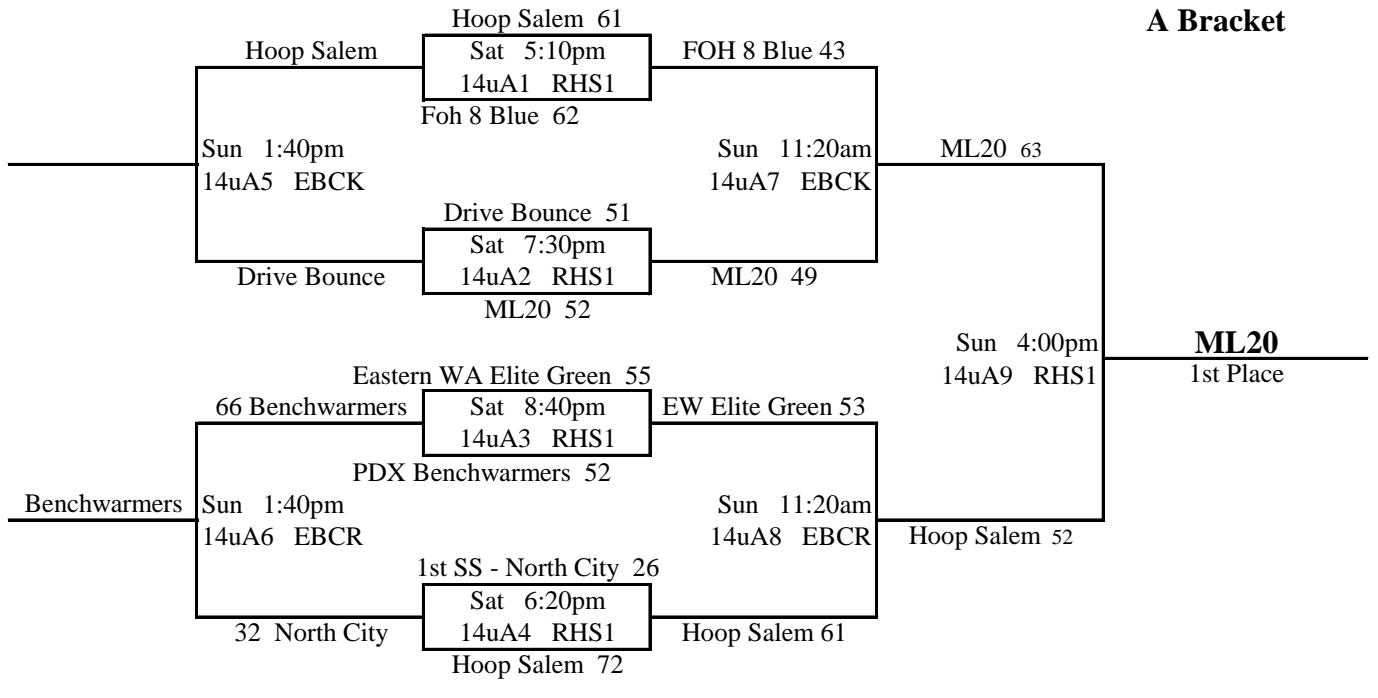 A Bracket
Hoop Salem 61
Hoop Salem
Sat 5:10pm
14uA1 RHS1
FOH 8 Blue 43
Foh 8 Blue 62
Sun 1:40pm
14uA5 EBCK
Sun 11:20am
14uA7 EBCK
ML20 63
Drive Bounce 51
Sat 7:30pm
14uA2 RHS1
Drive Bounce
ML20 49
ML20 52
Sun 4:00pm
14uA9 RHS1
ML20
1st Place
Eastern WA Elite Green 55
66 Benchwarmers
Sat 8:40pm
14uA3 RHS1
EW Elite Green 53
PDX Benchwarmers 52
Benchwarmers
Sun 1:40pm
14uA6 EBCR
Sun 11:20am
14uA8 EBCR
Hoop Salem 52
1st SS - North City 26
Sat 6:20pm
14uA4 RHS1
32 North City
Hoop Salem 61
Hoop Salem 72